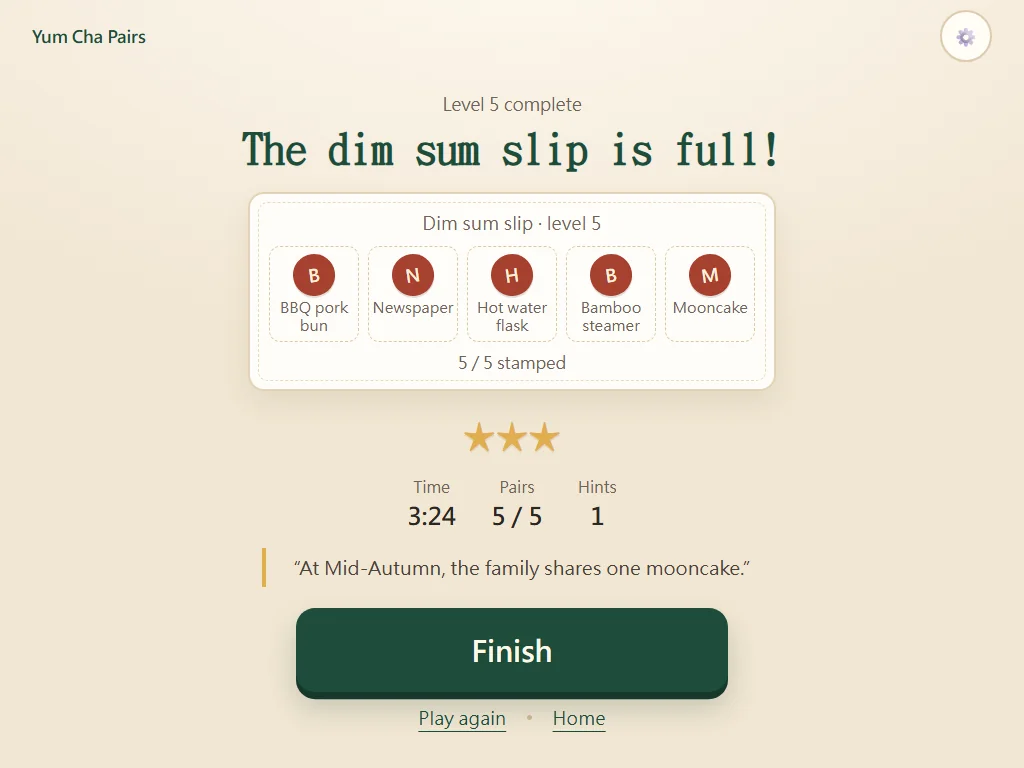 Yum Cha Pairs
Level 5 complete
The dim sum slip is full!
Dim sum slip · level 5
B N H B M
BBQ pork bun
Newspaper
Hot water flask
Bamboo steamer
Mooncake
5 / 5 stamped
Time Pairs Hints
3:24 5 / 5 1
“At Mid-Autumn, the family shares one mooncake.”
Finish
Play again • Home